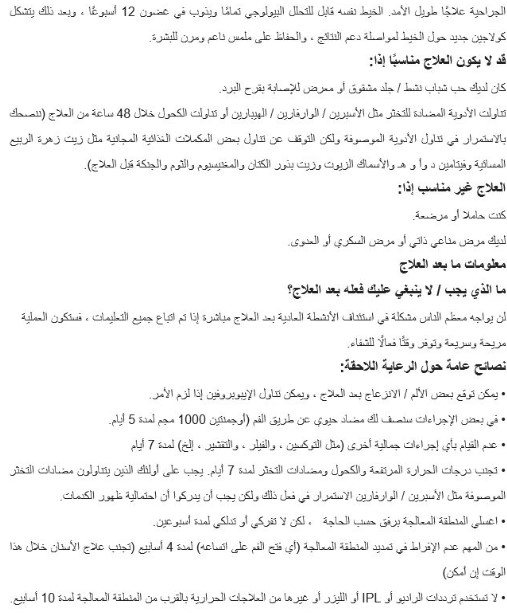 الجراحية علاجًا طويل الأمد. الخيط نفسه قابل للتحلل البيولوجي تمامًا ويذوب في غضون 12 أسبوعًا ، وبعد ذلك يتشكل
كولاجين جديد حول الخيط لمواصلة دعم النتائج ، والحفاظ على ملمس ناعم ومرن للبشرة.
قد لا يكون العلاج مناسبًا إذا:
كان لديك حب شباب نشط / جلد مشقوق أو معرض للإصابة بقرح البرد.
تناولت الأدوية المضادة للتخثر مثل الأسبرين / الوارفارين / الهيبارين أو تناولت الكحول خلال 48 ساعة من العلاج (ننصحك
بالاستمرار في تناول الأدوية الموصوفة ولكن التوقف عن تناول بعض المكملات الغذائية المجانية مثل زيت زهرة الربيع
المسائية وفيتامين د وأ و هـ والأسماك الزيوت وزيت بذور الكتان والمغنيسيوم والثوم والجنكة قبل العلاج).
العلاج غير مناسب إذا:
كنت حاملا أو مرضعة.
لديك مرض مناعي ذاتي أو مرض السكري أو العدوى.
معلومات ما بعد العلاج
ما الذي يجب / لا ينبغي عليك فعله بعد العلاج؟
لن يواجه معظم الناس مشكلة في استئناف الأنشطة العادية بعد العلاج مباشرة إذا تم اتباع جميع التعليمات ، فستكون العملية
مريحة وسريعة وتوفر وقتًا فعالًا للشفاء.
نصائح عامة حول الرعاية اللاحقة:
• يمكن توقع بعض الألم / الانزعاج بعد العلاج ، ويمكن تناول الإيبوبروفين إذا لزم الأمر.
• في بعض الإجراءات سنصف لك مضاد حيوي عن طريق الفم (أوجمنتين 1000 مجم لمدة 5 أيام.
• عدم القيام بأي إجراءات جمالية أخرى (مثل التوكسين ، والفيلر ، والتقشير ، إلخ) لمدة 7 أيام
• تجنب درجات الحرارة المرتفعة والكحول ومضادات التخثر لمدة 7 أيام. يجب على أولئك الذين يتناولون مضادات التخثر
الموصوفة مثل الأسبرين / الوارفارين الاستمرار في فعل ذلك ولكن يجب أن يدركوا أن احتمالية ظهور الكدمات.
• اغسلي المنطقة المعالجة برفق حسب الحاجة ، لكن لا تفركي أو تدلكي لمدة أسبوعين.
• من المهم عدم الإفراط في تمديد المنطقة المعالجة (أي فتح الفم على اتساعه) لمدة 4 أسابيع (تجنب علاج الأسنان خلال هذا
الوقت إن أمكن)
• لا تستخدم ترددات الراديو أو IPL أو الليزر أو غيرها من العلاجات الحرارية بالقرب من المنطقة المعالجة لمدة 10 أسابيع.